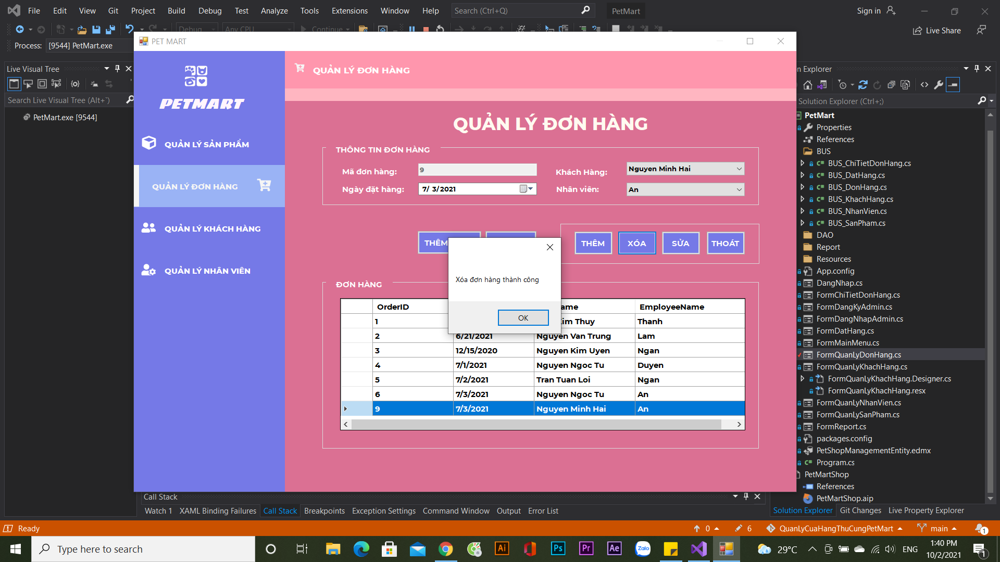 File Edit View Git Project Build Debug Test Analyze Tools Extensions Window Help Search (Ctrl+Q) PetMart Sign in
Debug Any CPU Continue Live Share
Process: [9544] PetMart.exe
PET MART
Live Visual Tree
Search Live Visual Tree (Alt+`)
PetMart.exe [9544]
PETMART
QUẢN LÝ SẢN PHẨM
QUẢN LÝ ĐƠN HÀNG
QUẢN LÝ KHÁCH HÀNG
QUẢN LÝ NHÂN VIÊN
QUẢN LÝ ĐƠN HÀNG
QUẢN LÝ ĐƠN HÀNG
THÔNG TIN ĐƠN HÀNG
Mã đơn hàng: 9 Khách Hàng: Nguyen Minh Hai
Ngày đặt hàng: 7/ 3/2021 Nhân viên: An
THÊM THÊM XÓA SỬA THOÁT
Xóa đơn hàng thành công
OK
ĐƠN HÀNG
OrderID ame EmployeeName
1 im Thuy Thanh
2 6/21/2021 Nguyen Van Trung Lam
3 12/15/2020 Nguyen Kim Uyen Ngan
4 7/1/2021 Nguyen Ngoc Tu Duyen
5 7/2/2021 Tran Tuan Loi Ngan
6 7/3/2021 Nguyen Ngoc Tu An
9 7/3/2021 Nguyen Minh Hai An
n Explorer
Solution Explorer (Ctrl+;)
PetMart
Properties
References
BUS
BUS_ChiTietDonHang.cs
BUS_DatHang.cs
BUS_DonHang.cs
BUS_KhachHang.cs
BUS_NhanVien.cs
BUS_SanPham.cs
DAO
Report
Resources
App.config
DangNhap.cs
FormChiTietDonHang.cs
FormDangKyAdmin.cs
FormDangNhapAdmin.cs
FormDatHang.cs
FormMainMenu.cs
FormQuanLyDonHang.cs
FormQuanLyKhachHang.cs
FormQuanLyKhachHang.Designer.cs
FormQuanLyKhachHang.resx
FormQuanLyNhanVien.cs
FormQuanLySanPham.cs
FormReport.cs
packages.config
PetShopManagementEntity.edmx
Program.cs
PetMartShop
References
PetMartShop.aip
Call Stack
Watch 1 XAML Binding Failures Call Stack Breakpoints Exception Settings Command Window Output Error List
Solution Explorer Git Changes Live Property Explorer
Ready 0 6 QuanLyCuaHangThuCungPetMart main 1
Type here to search Ai Ps Pr Ae Zalo 29°C ENG 1:40 PM 10/2/2021 1